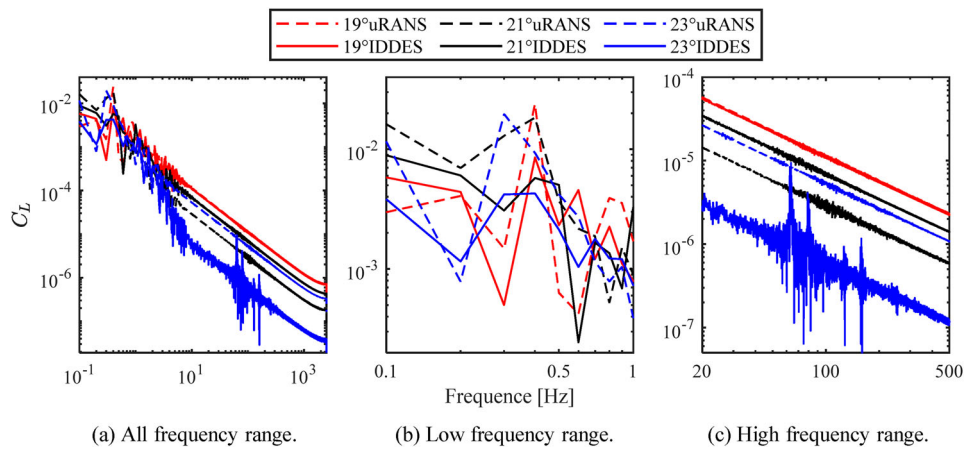 19°uRANS 21°uRANS 23°uRANS
19°IDDES 21°IDDES 23°IDDES
10^-2
10^-4
10^-6
C_L
10^-1 10^1 10^3
10^-2
10^-3
0.1 0.5 1
Frequence [Hz]
10^-4
10^-5
10^-6
10^-7
20 100 500
(a) All frequency range. (b) Low frequency range. (c) High frequency range.